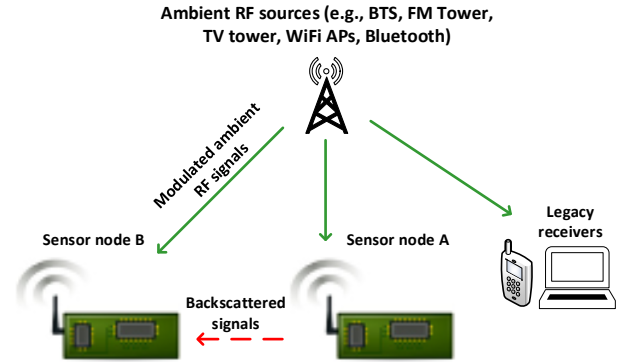 Ambient RF sources (e.g., BTS, FM Tower,
TV tower, WiFi APs, Bluetooth)
Modulated ambient
RF signals
Legacy
receivers
Sensor node B
Sensor node A
Backscattered
signals